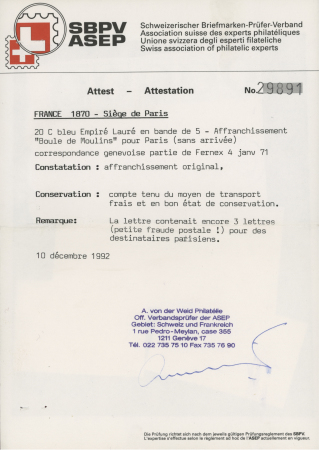 SBPV
ASEP
Schweizerischer Briefmarken-Prüfer-Verband
Association suisse des experts philatéliques
Unione svizzera degli esperti filateliche
Swiss association of philatelic experts
Attest – Attestation
No. 29891
FRANCE 1870 - Siège de Paris
20 C bleu Empiré Lauré en bande de 5 - Affranchissement
"Boule de Moulins" pour Paris (sans arrivée)
correspondance genevoise partie de Fernex 4 janv 71
Constatation : affranchissement original,
Conservation : compte tenu du moyen de transport
frais et en bon état de conservation.
Remarque: La lettre contenait encore 3 lettres
(petite fraude postale !) pour des
destinataires parisiens.
10 décembre 1992
A. von der Weid Philatélie
Off. Verbandsprüfer der ASEP
Gebiet: Schweiz und Frankreich
1 rue Pedro-Meylan, case 355
1211 Genève 17
Tél. 022 735 75 10 Fax 735 76 90
Die Prüfung richtet sich nach dem jeweils gültigen Prüfungsreglement des SBPV.
L'expertise s'effectue selon le règlement ad hoc de l'ASEP actuellement en vigueur.